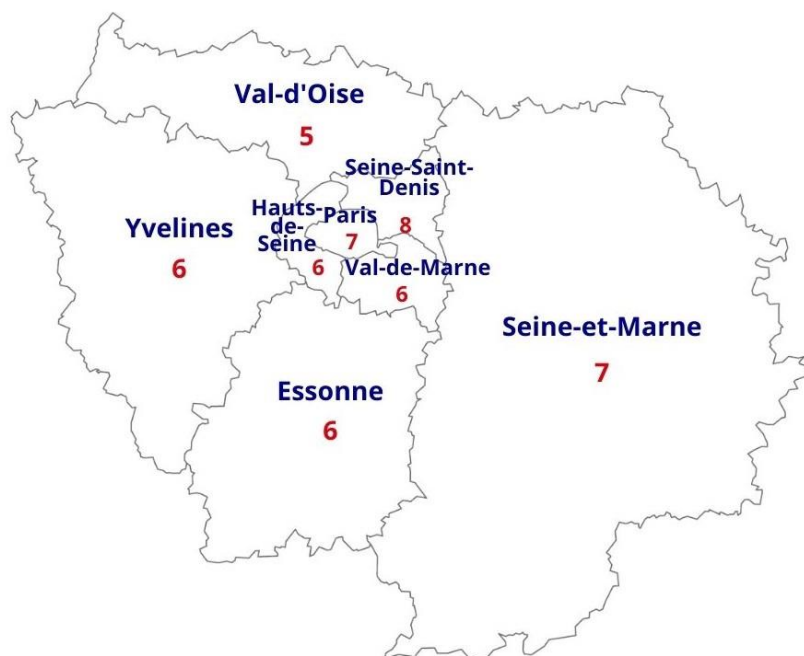 Val-d'Oise
5
Seine-Saint-
Denis
8
Hauts-
de-
Seine
6
Paris
7
Yvelines
6
Val-de-Marne
6
Seine-et-Marne
7
Essonne
6